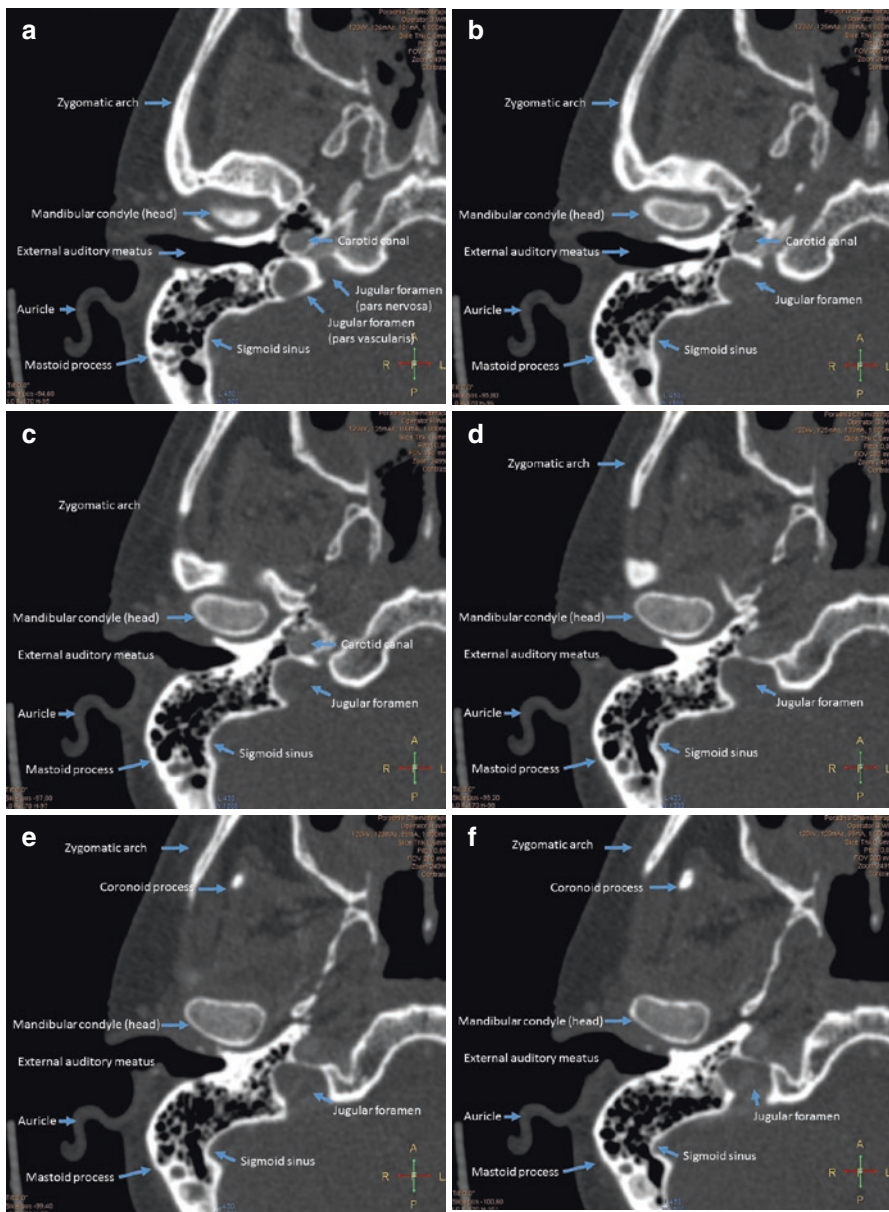 a
Zygomatic arch
Mandibular condyle (head)
Carotid canal
External auditory meatus
Jugular foramen
(pars nervosa)
Auricle
Jugular foramen
(pars vascularis)
Sigmoid sinus
Mastoid process
A
R F L
P
b
Zygomatic arch
Mandibular condyle (head)
Carotid canal
External auditory meatus
Jugular foramen
Auricle
Sigmoid sinus
Mastoid process
A
R F L
P
c
Zygomatic arch
Mandibular condyle (head)
Carotid canal
External auditory meatus
Jugular foramen
Auricle
Sigmoid sinus
Mastoid process
A
R F L
P
d
Zygomatic arch
Mandibular condyle (head)
External auditory meatus
Jugular foramen
Auricle
Sigmoid sinus
Mastoid process
A
R F L
P
e
Zygomatic arch
Coronoid process
Mandibular condyle (head)
External auditory meatus
Jugular foramen
Auricle
Sigmoid sinus
Mastoid process
A
R F L
P
f
Zygomatic arch
Coronoid process
Mandibular condyle (head)
External auditory meatus
Jugular foramen
Auricle
Sigmoid sinus
Mastoid process
A
R F L
P